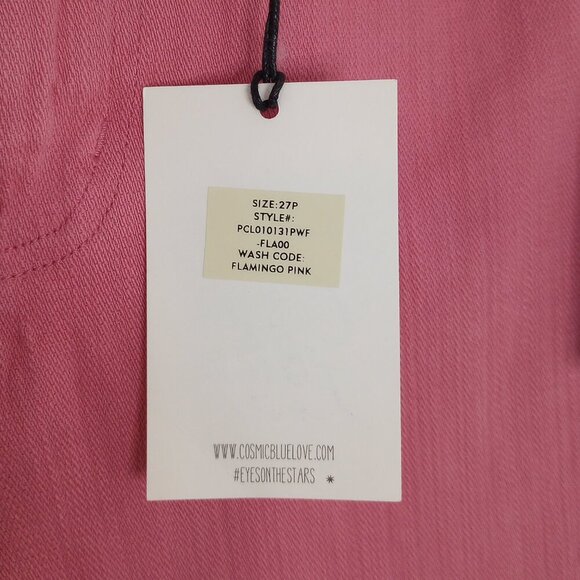 SIZE:27P
STYLE#:
PCL010131PWF
-FLA00
WASH CODE:
FLAMINGO PINK
WWW.COSMICBLUELOVE.COM
#EYESONTHESTARS *